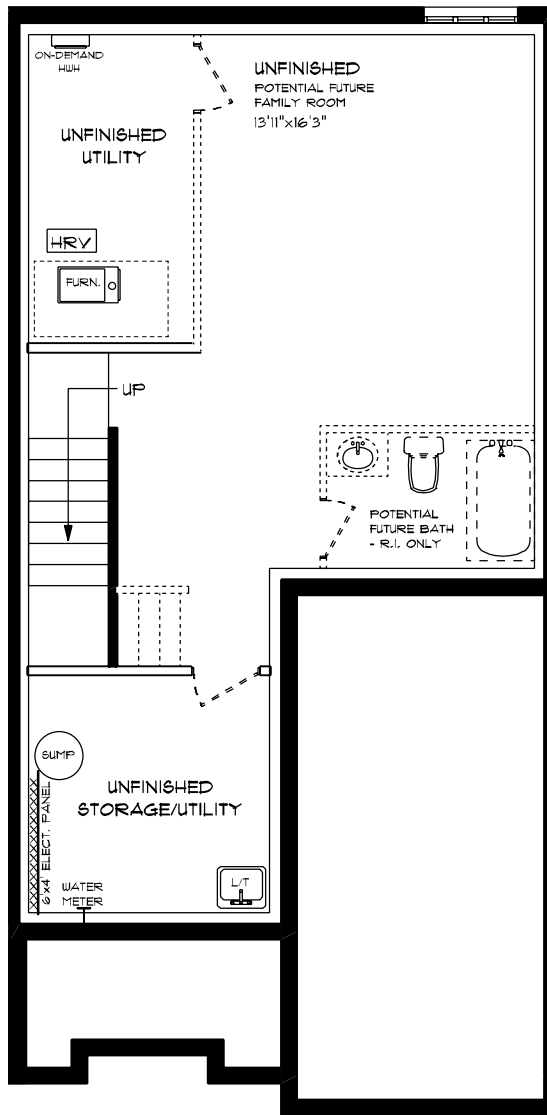 ON-DEMAND
HWH
UNFINISHED
POTENTIAL FUTURE
FAMILY ROOM
13'11"x16'3"
UNFINISHED
UTILITY
HRV
FURN.
UP
POTENTIAL
FUTURE BATH
- R.I. ONLY
SUMP
UNFINISHED
STORAGE/UTILITY
6'x4' ELECT. PANEL
WATER
METER
L/T